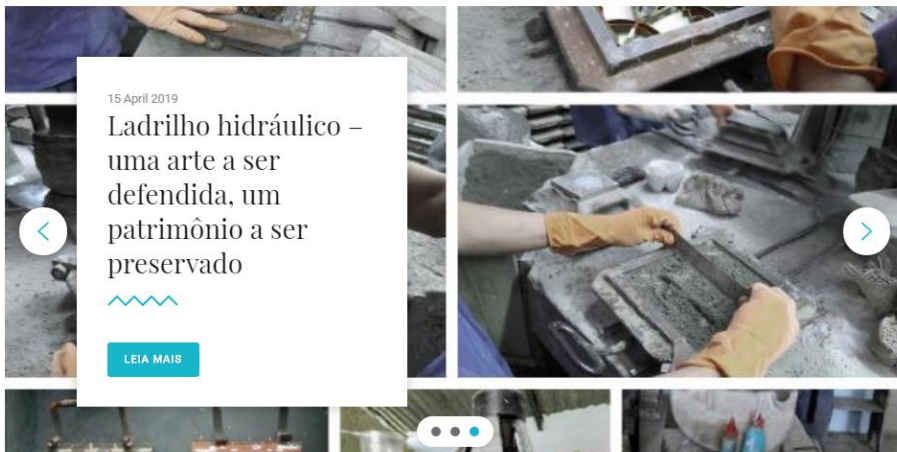 15 April 2019
Ladrilho hidráulico –
uma arte a ser
defendida, um
patrimônio a ser
preservado
LEIA MAIS